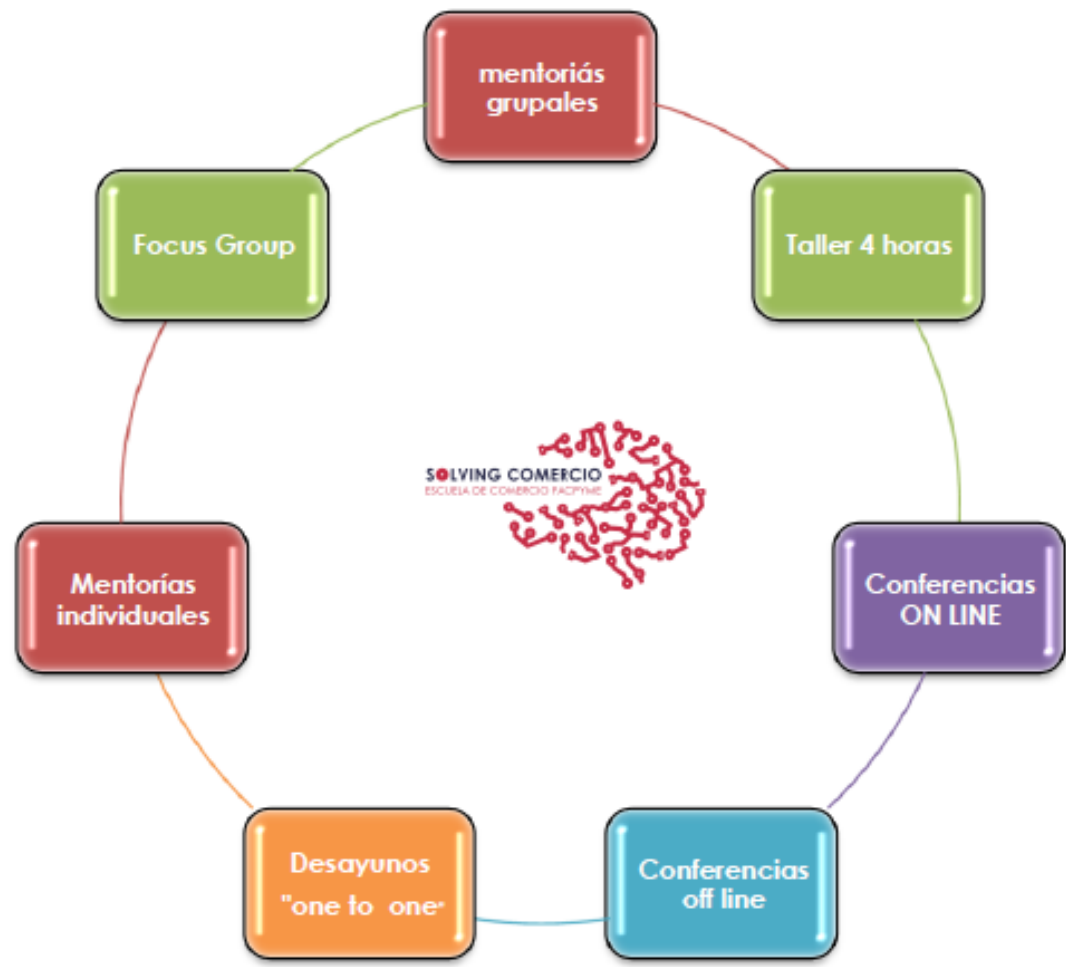 mentoriás
grupales
Focus Group
Taller 4 horas
SOLVING COMERCIO
ESCUELA DE COMERCIO FACPYME
Mentorías
individuales
Conferencias
ON LINE
Desayunos
"one to one"
Conferencias
off line